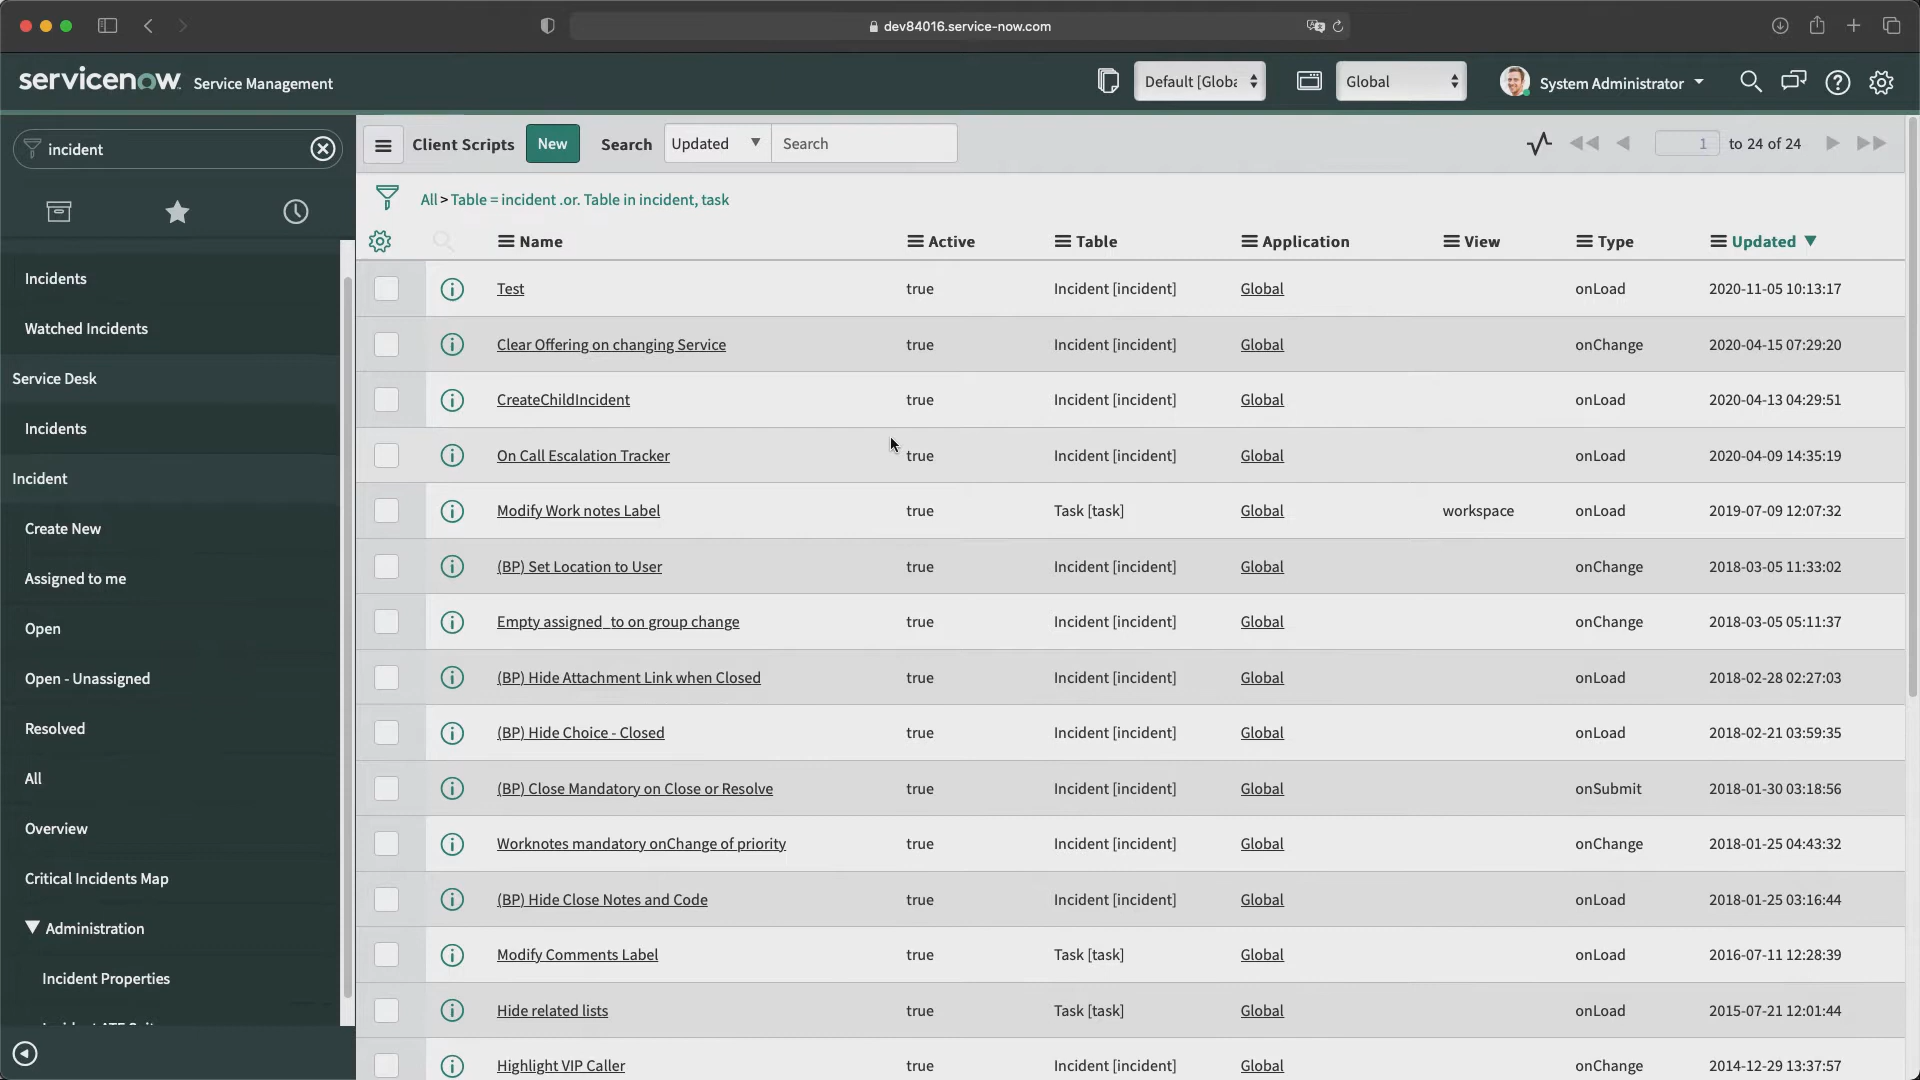 dev84016.service-now.com
servicenow Service Management
Default [Globa
Global
System Administrator
incident
Client Scripts
New
Search
Updated
Search
1 to 24 of 24
All > Table = incident .or. Table in incident, task
Name Active Table Application View Type Updated
Test true Incident [incident] Global onLoad 2020-11-05 10:13:17
Clear Offering on changing Service true Incident [incident] Global onChange 2020-04-15 07:29:20
CreateChildIncident true Incident [incident] Global onLoad 2020-04-13 04:29:51
On Call Escalation Tracker true Incident [incident] Global onLoad 2020-04-09 14:35:19
Modify Work notes Label true Task [task] Global workspace onLoad 2019-07-09 12:07:32
(BP) Set Location to User true Incident [incident] Global onChange 2018-03-05 11:33:02
Empty assigned_to on group change true Incident [incident] Global onChange 2018-03-05 05:11:37
(BP) Hide Attachment Link when Closed true Incident [incident] Global onLoad 2018-02-28 02:27:03
(BP) Hide Choice - Closed true Incident [incident] Global onLoad 2018-02-21 03:59:35
(BP) Close Mandatory on Close or Resolve true Incident [incident] Global onSubmit 2018-01-30 03:18:56
Worknotes mandatory onChange of priority true Incident [incident] Global onChange 2018-01-25 04:43:32
(BP) Hide Close Notes and Code true Incident [incident] Global onLoad 2018-01-25 03:16:44
Modify Comments Label true Task [task] Global onLoad 2016-07-11 12:28:39
Hide related lists true Task [task] Global onLoad 2015-07-21 12:01:44
Highlight VIP Caller true Incident [incident] Global onChange 2014-12-29 13:37:57
Incidents
Watched Incidents
Service Desk
Incidents
Incident
Create New
Assigned to me
Open
Open - Unassigned
Resolved
All
Overview
Critical Incidents Map
Administration
Incident Properties